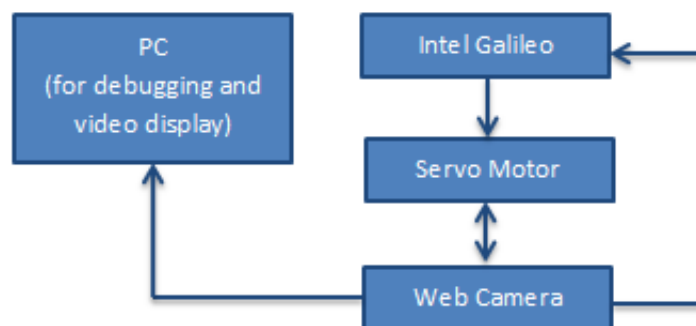 PC
(for debugging and
video display)
Intel Galileo
Servo Motor
Web Camera